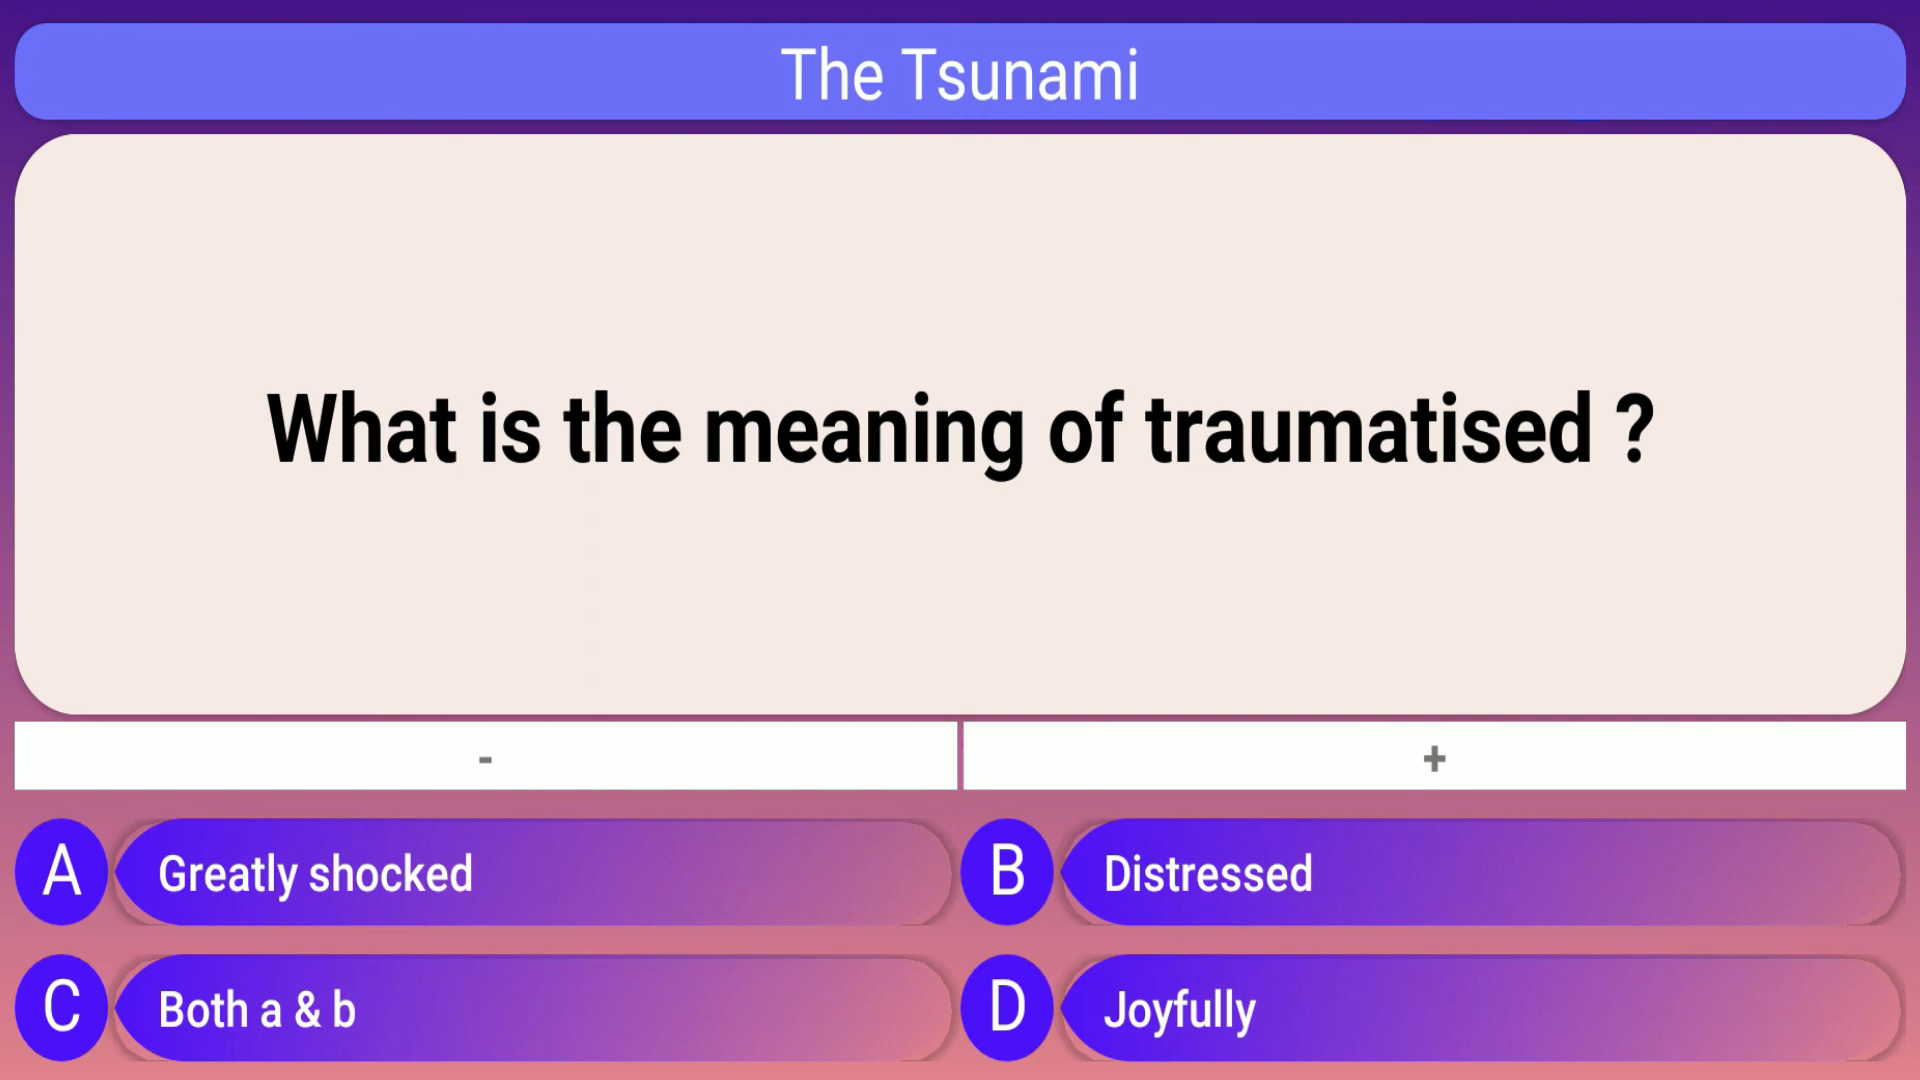 The Tsunami
What is the meaning of traumatised ?
-
+
A Greatly shocked
B Distressed
C Both a & b
D Joyfully